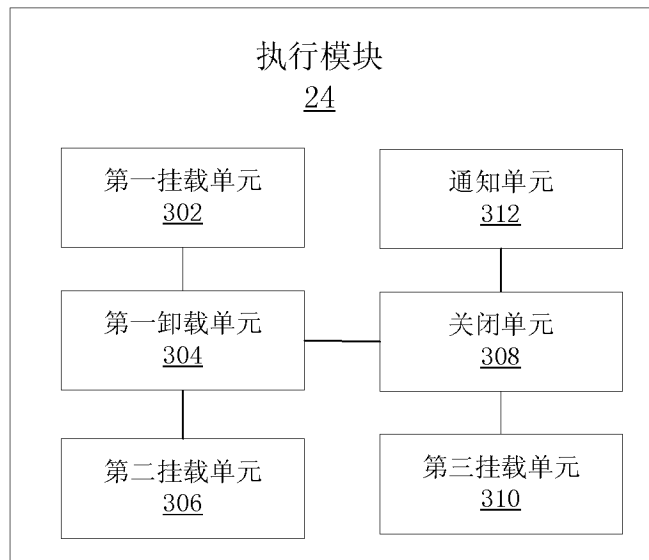 执行模块
24
第一挂载单元
302
通知单元
312
第一卸载单元
304
关闭单元
308
第二挂载单元
306
第三挂载单元
310